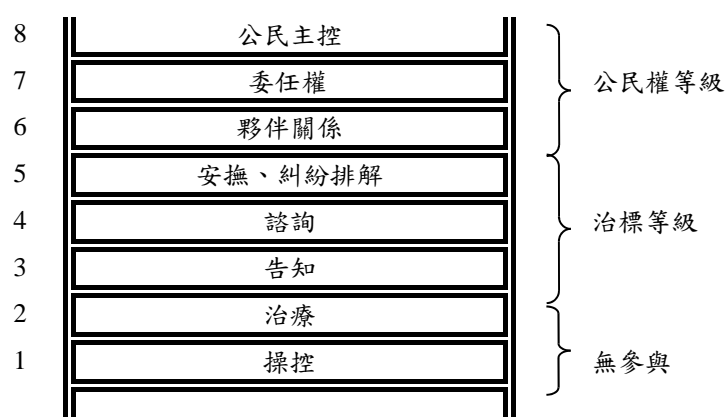 8 公民主控
7 委任權 公民權等級
6 夥伴關係
5 安撫、糾紛排解
4 諮詢 治標等級
3 告知
2 治療
1 操控 無參與